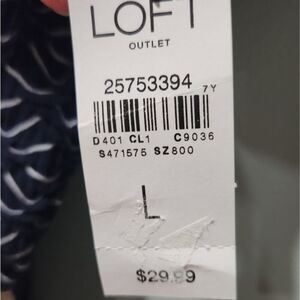 LOFT
OUTLET
25753394 7Y
D401 CL1 C9036
S471575 SZ800
L
$29.99